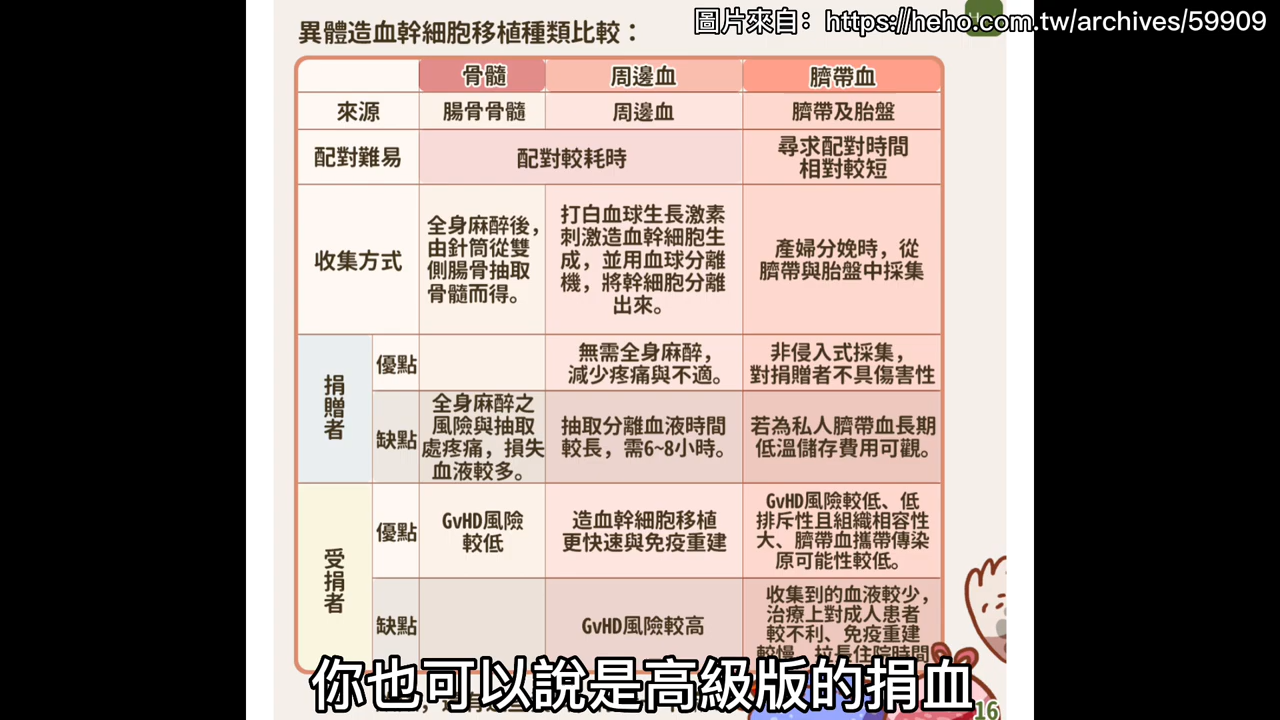 圖片來自：https://heho.com.tw/archives/59909
異體造血幹細胞移植種類比較：
骨髓
周邊血
臍帶血
來源
腸骨骨髓
周邊血
臍帶及胎盤
配對難易
配對較耗時
尋求配對時間
相對較短
收集方式
全身麻醉後，
由針筒從雙
側腸骨抽取
骨髓而得。
打白血球生長激素
刺激造血幹細胞生
成，並用血球分離
機，將幹細胞分離
出來。
產婦分娩時，從
臍帶與胎盤中採集
捐贈者
優點
無需全身麻醉，
減少疼痛與不適。
非侵入式採集，
對捐贈者不具傷害性
缺點
全身麻醉之
風險與抽取
處疼痛，損失
血液較多。
抽取分離血液時間
較長，需6~8小時。
若為私人臍帶血長期
低溫儲存費用可觀。
受捐者
優點
GvHD風險
較低
造血幹細胞移植
更快速與免疫重建
GvHD風險較低、低
排斥性且組織相容性
大、臍帶血攜帶傳染
原可能性較低。
缺點
GvHD風險較高
收集到的血液較少，
治療上對成人患者
較不利、免疫重建
較慢、拉長住院時間
你也可以說是高級版的捐血
16